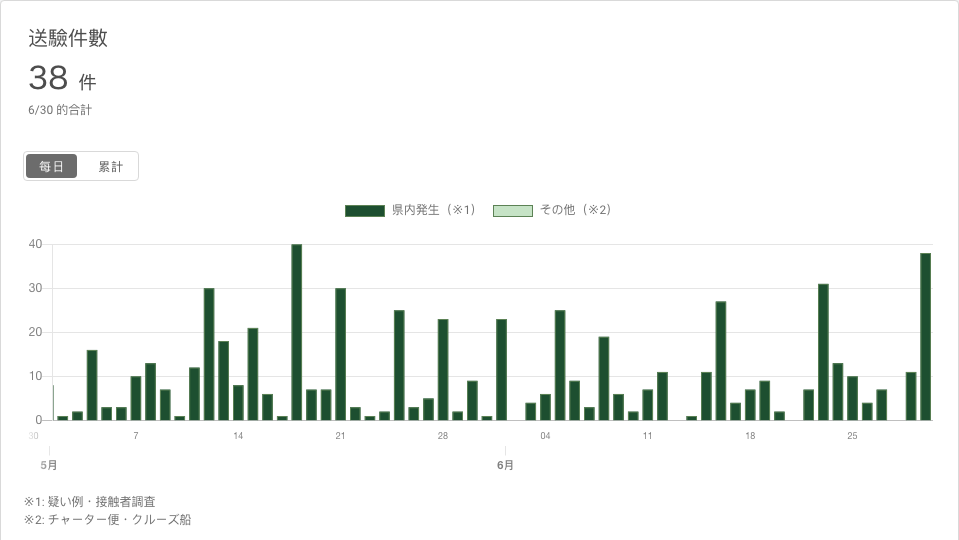 送驗件數
38 件
6/30 的合計
每日 累計
県内発生（※1） その他（※2）
40
30
20
10
0
30 7 14 21 28 04 11 18 25
5月 6月
※1: 疑い例・接触者調査
※2: チャーター便・クルーズ船